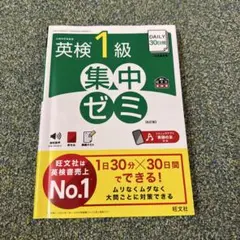 英検1級
DAILY
30日間
集中
ゼミ
旺文社は
英検書売上
No.1
1日30分×30日間
でできる!
ムリなくムダなく
大問ごとに対策できる
旺文社